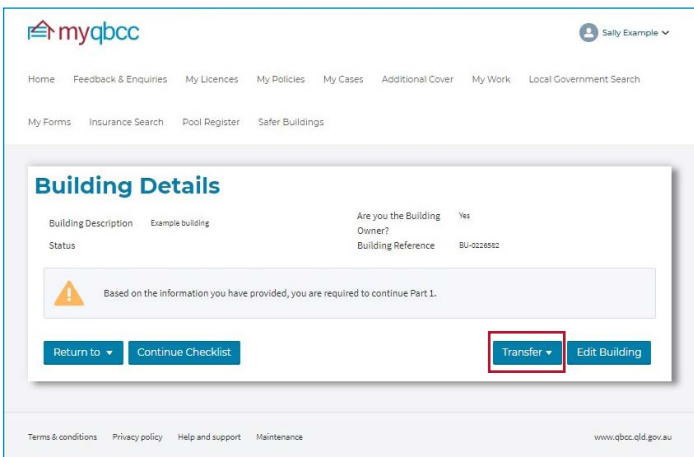 myqbcc
Sally Example
Home Feedback & Enquiries My Licences My Policies My Cases Additional Cover My Work Local Government Search
My Forms Insurance Search Pool Register Safer Buildings
Building Details
Building Description Example building
Are you the Building Owner? Yes
Status
Building Reference BU-0226582
Based on the information you have provided, you are required to continue Part 1.
Return to Continue Checklist Transfer Edit Building
Terms & conditions Privacy policy Help and support Maintenance www.qbcc.qld.gov.au